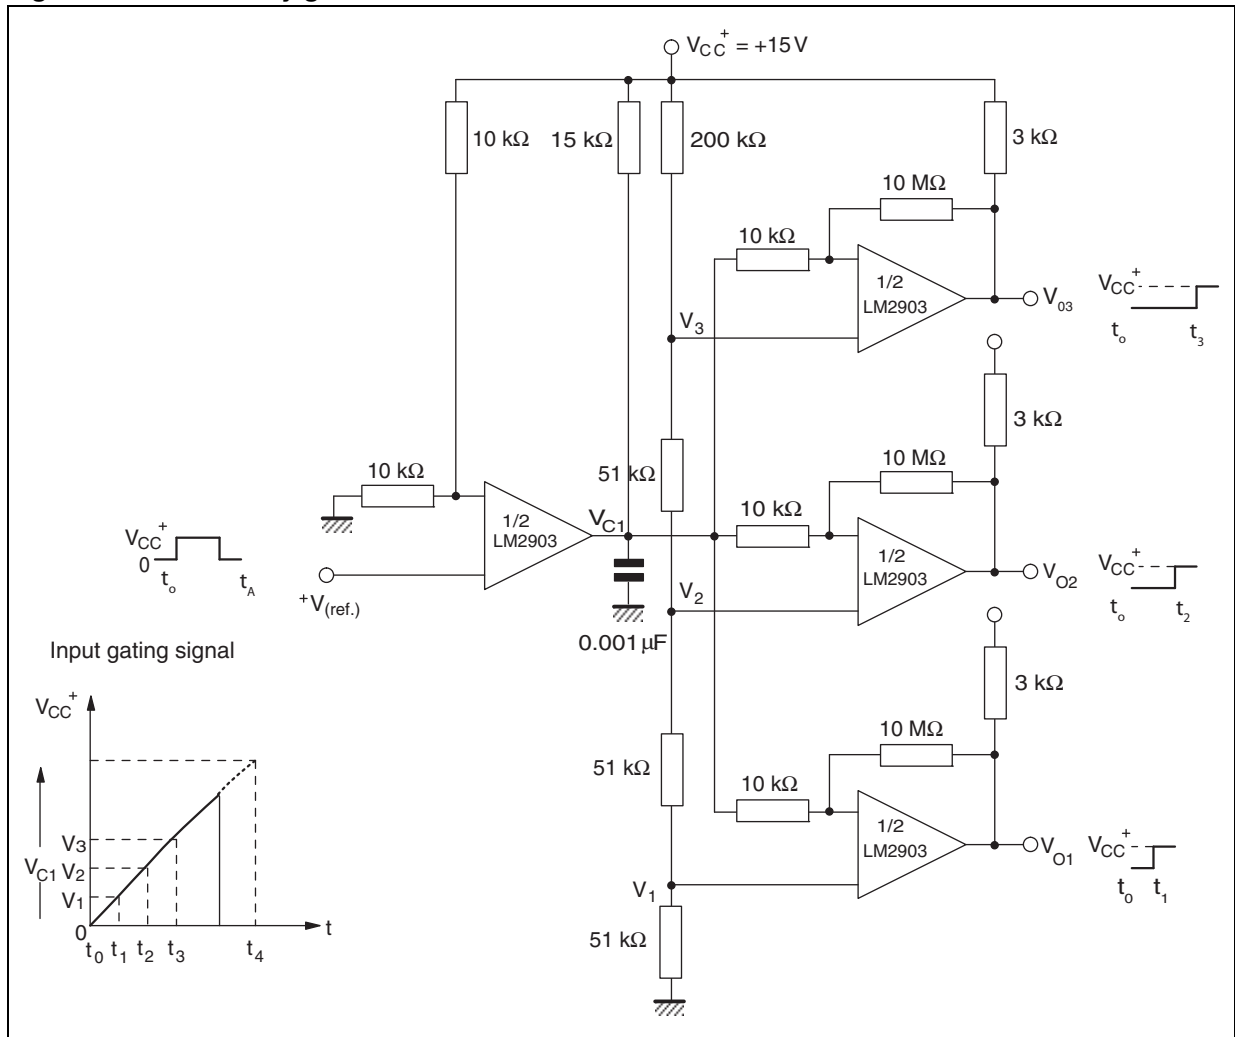 V_CC^+ = +15 V
10 kΩ
15 kΩ
200 kΩ
3 kΩ
10 MΩ
10 kΩ
1/2
LM2903
V_03
V_CC^+
t_o
t_3
V_3
3 kΩ
51 kΩ
10 MΩ
10 kΩ
10 kΩ
1/2
LM2903
V_C1
1/2
LM2903
V_O2
V_CC^+
t_o
t_2
V_CC^+
0
t_o
t_A
+V_(ref.)
V_2
0.001 µF
Input gating signal
3 kΩ
51 kΩ
10 MΩ
10 kΩ
1/2
LM2903
V_O1
V_CC^+
t_o
t_1
V_1
51 kΩ
V_CC^+
V_3
V_C1
V_2
V_1
0
t
t_0
t_1
t_2
t_3
t_4